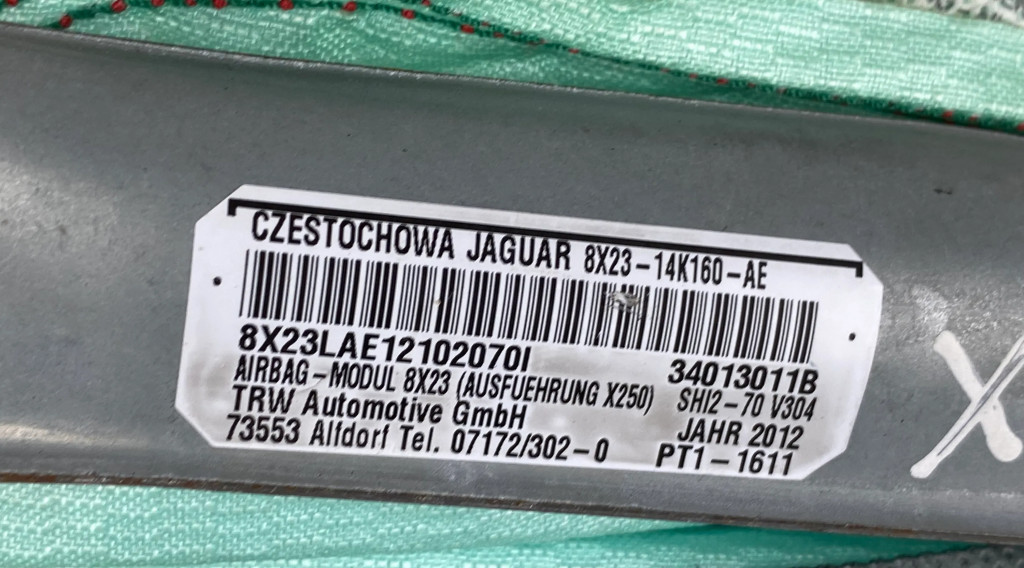 CZESTOCHOWA JAGUAR 8X23-14K160-AE
8X23LAE12102070I 34013011B
AIRBAG-MODUL 8X23 (AUSFUEHRUNG X250) SHI2-70 V304
TRW Automotive GmbH JAHR 2012
73553 Alfdorf Tel. 07172/302-0 PT1-1611
X